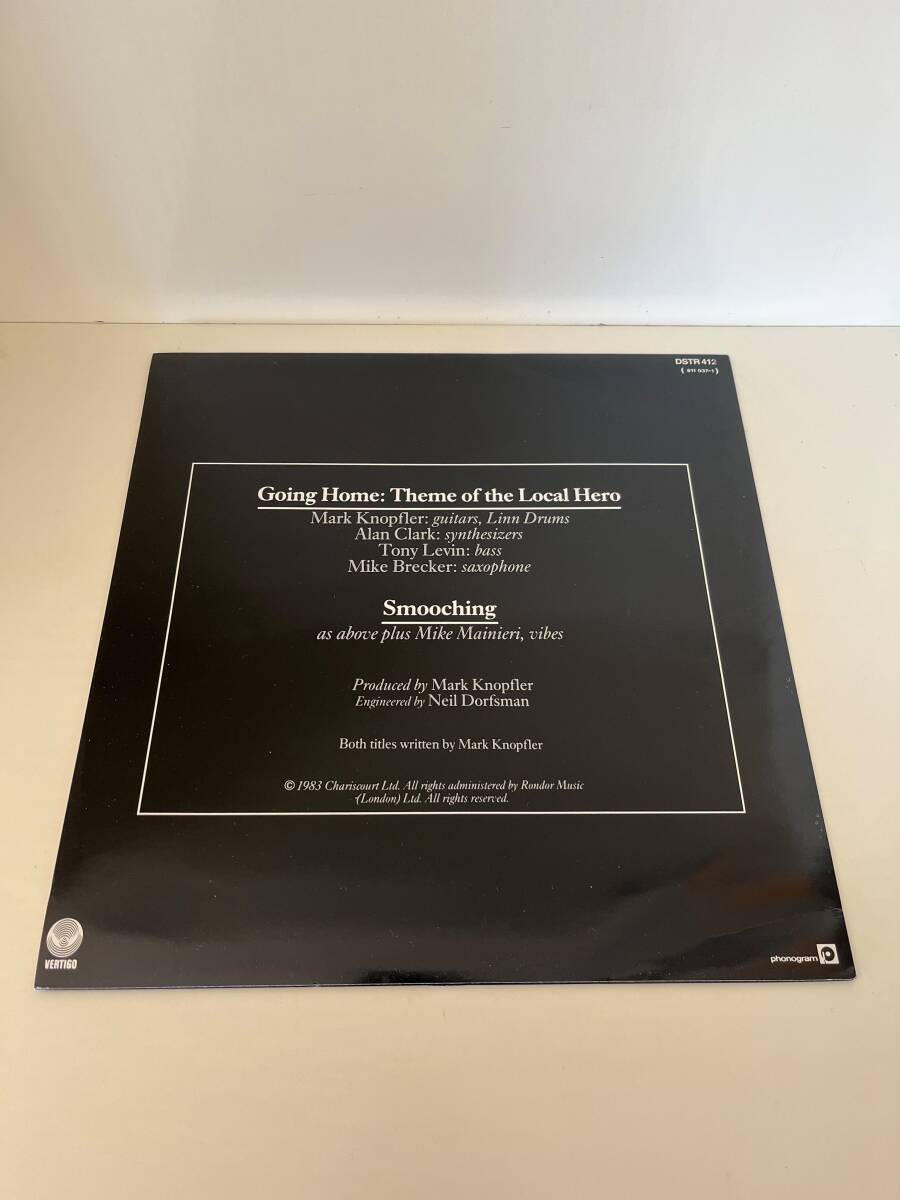 DSTR 412
( 811 037-1 )
Going Home: Theme of the Local Hero
Mark Knopfler: guitars, Linn Drums
Alan Clark: synthesizers
Tony Levin: bass
Mike Brecker: saxophone
Smooching
as above plus Mike Mainieri, vibes
Produced by Mark Knopfler
Engineered by Neil Dorfsman
Both titles written by Mark Knopfler
© 1983 Chariscourt Ltd. All rights administered by Rondor Music
(London) Ltd. All rights reserved.
VERTIGO
phonogram